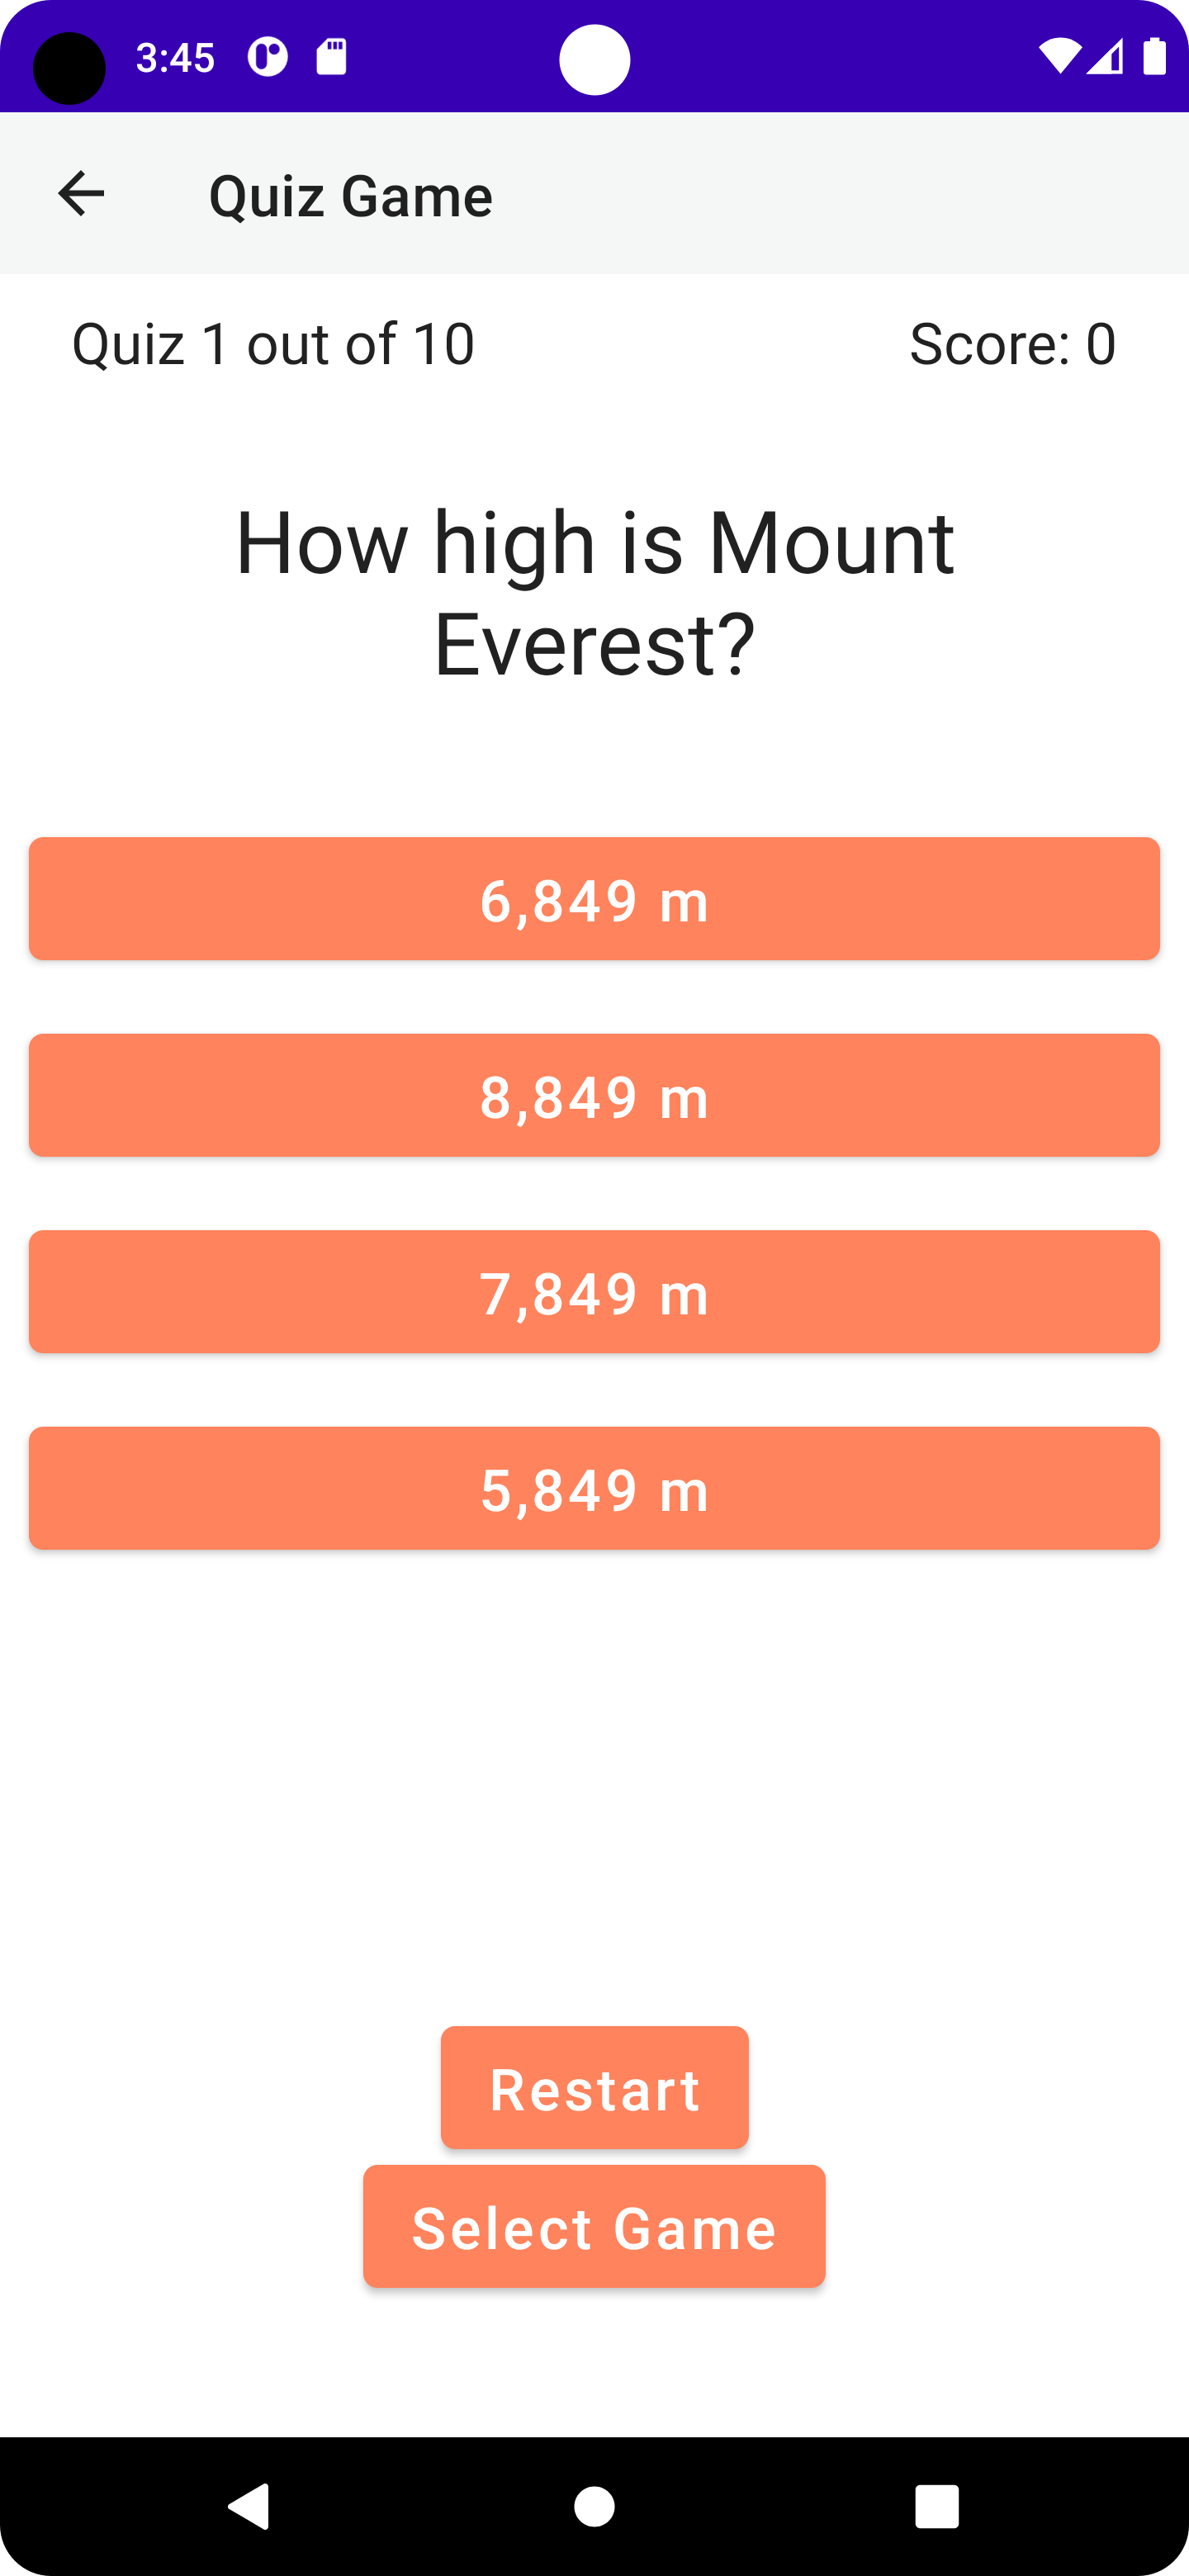 3:45
Quiz Game
Quiz 1 out of 10
Score: 0
How high is Mount
Everest?
6,849 m
8,849 m
7,849 m
5,849 m
Restart
Select Game